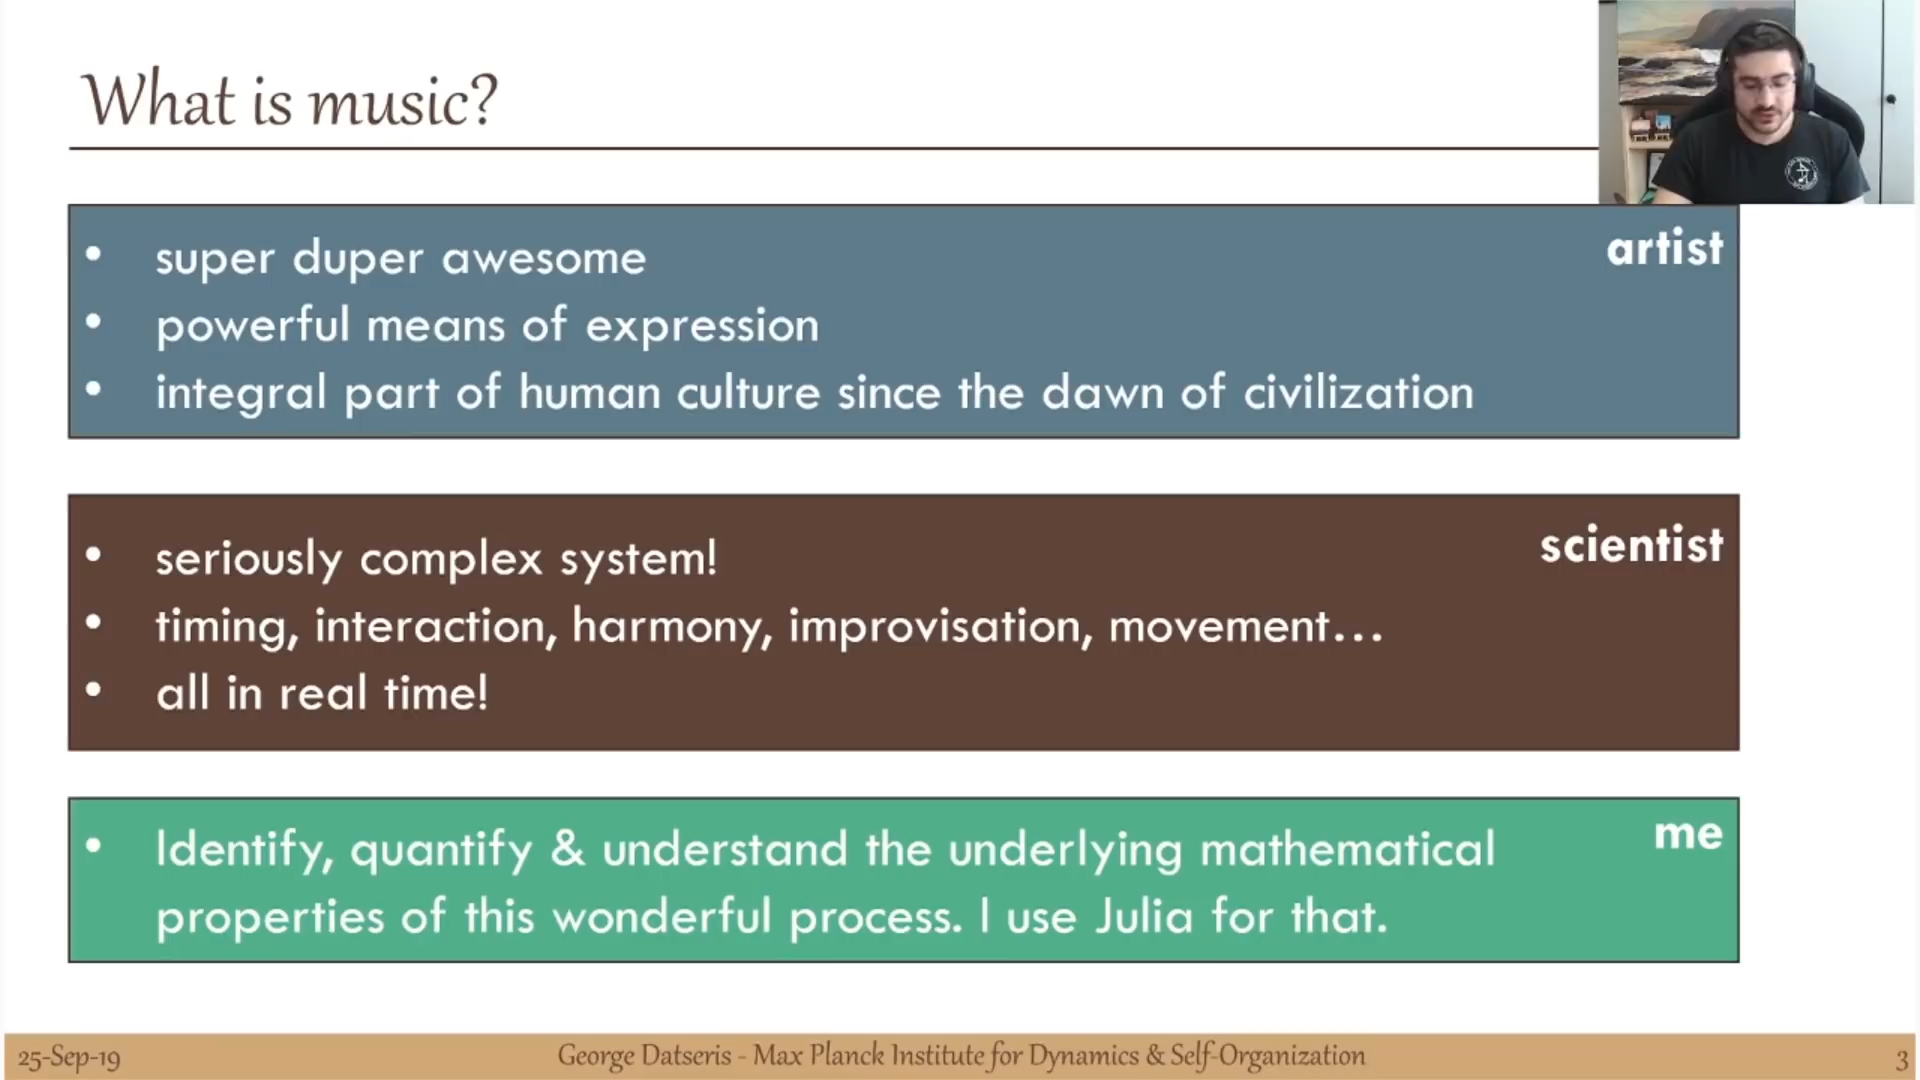 What is music?
artist
• super duper awesome
• powerful means of expression
• integral part of human culture since the dawn of civilization
scientist
• seriously complex system!
• timing, interaction, harmony, improvisation, movement…
• all in real time!
me
• Identify, quantify & understand the underlying mathematical
properties of this wonderful process. I use Julia for that.
25-Sep-19
George Datseris - Max Planck Institute for Dynamics & Self-Organization
3